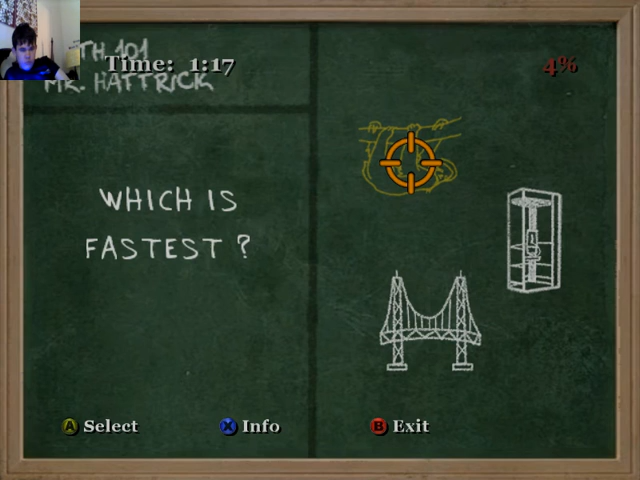 TH 101
Time: 1:17
4%
MR. HATTRICK
WHICH IS
FASTEST ?
A Select
X Info
B Exit